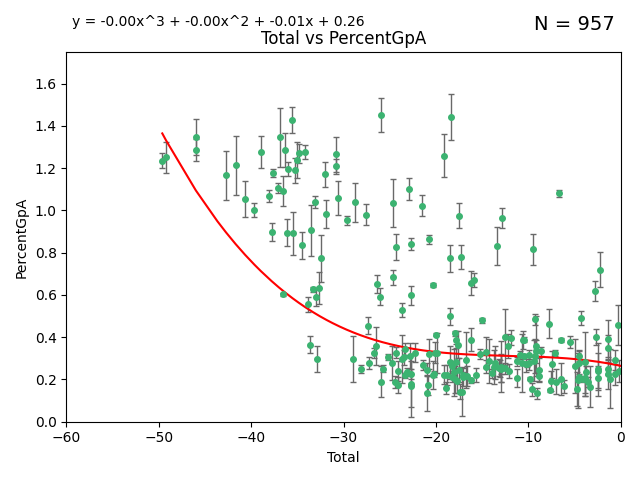 y = -0.00x^3 + -0.00x^2 + -0.01x + 0.26
N = 957
Total vs PercentGpA
1.6
1.4
1.2
1.0
0.8
0.6
0.4
0.2
0.0
PercentGpA
−60 −50 −40 −30 −20 −10 0
Total